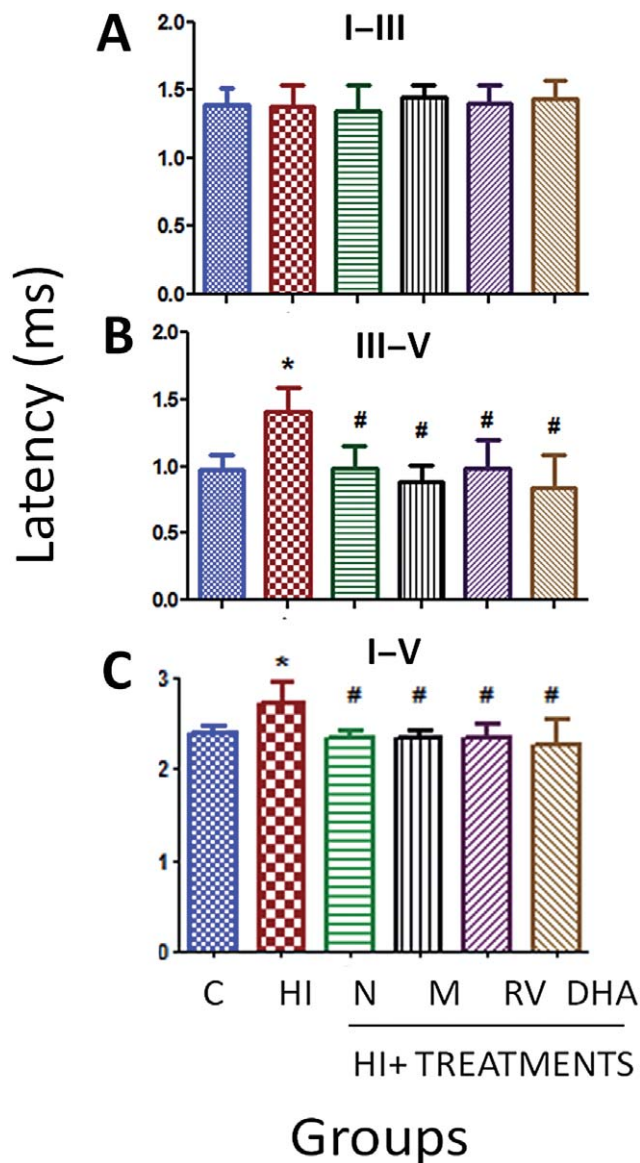 A
I–III
2.0
1.5
1.0
0.5
0.0
B
III–V
2.0
1.5
1.0
0.5
0.0
*
#
#
#
#
C
I–V
3
2
1
0
*
#
#
#
#
Latency (ms)
C HI N M RV DHA
HI+ TREATMENTS
Groups